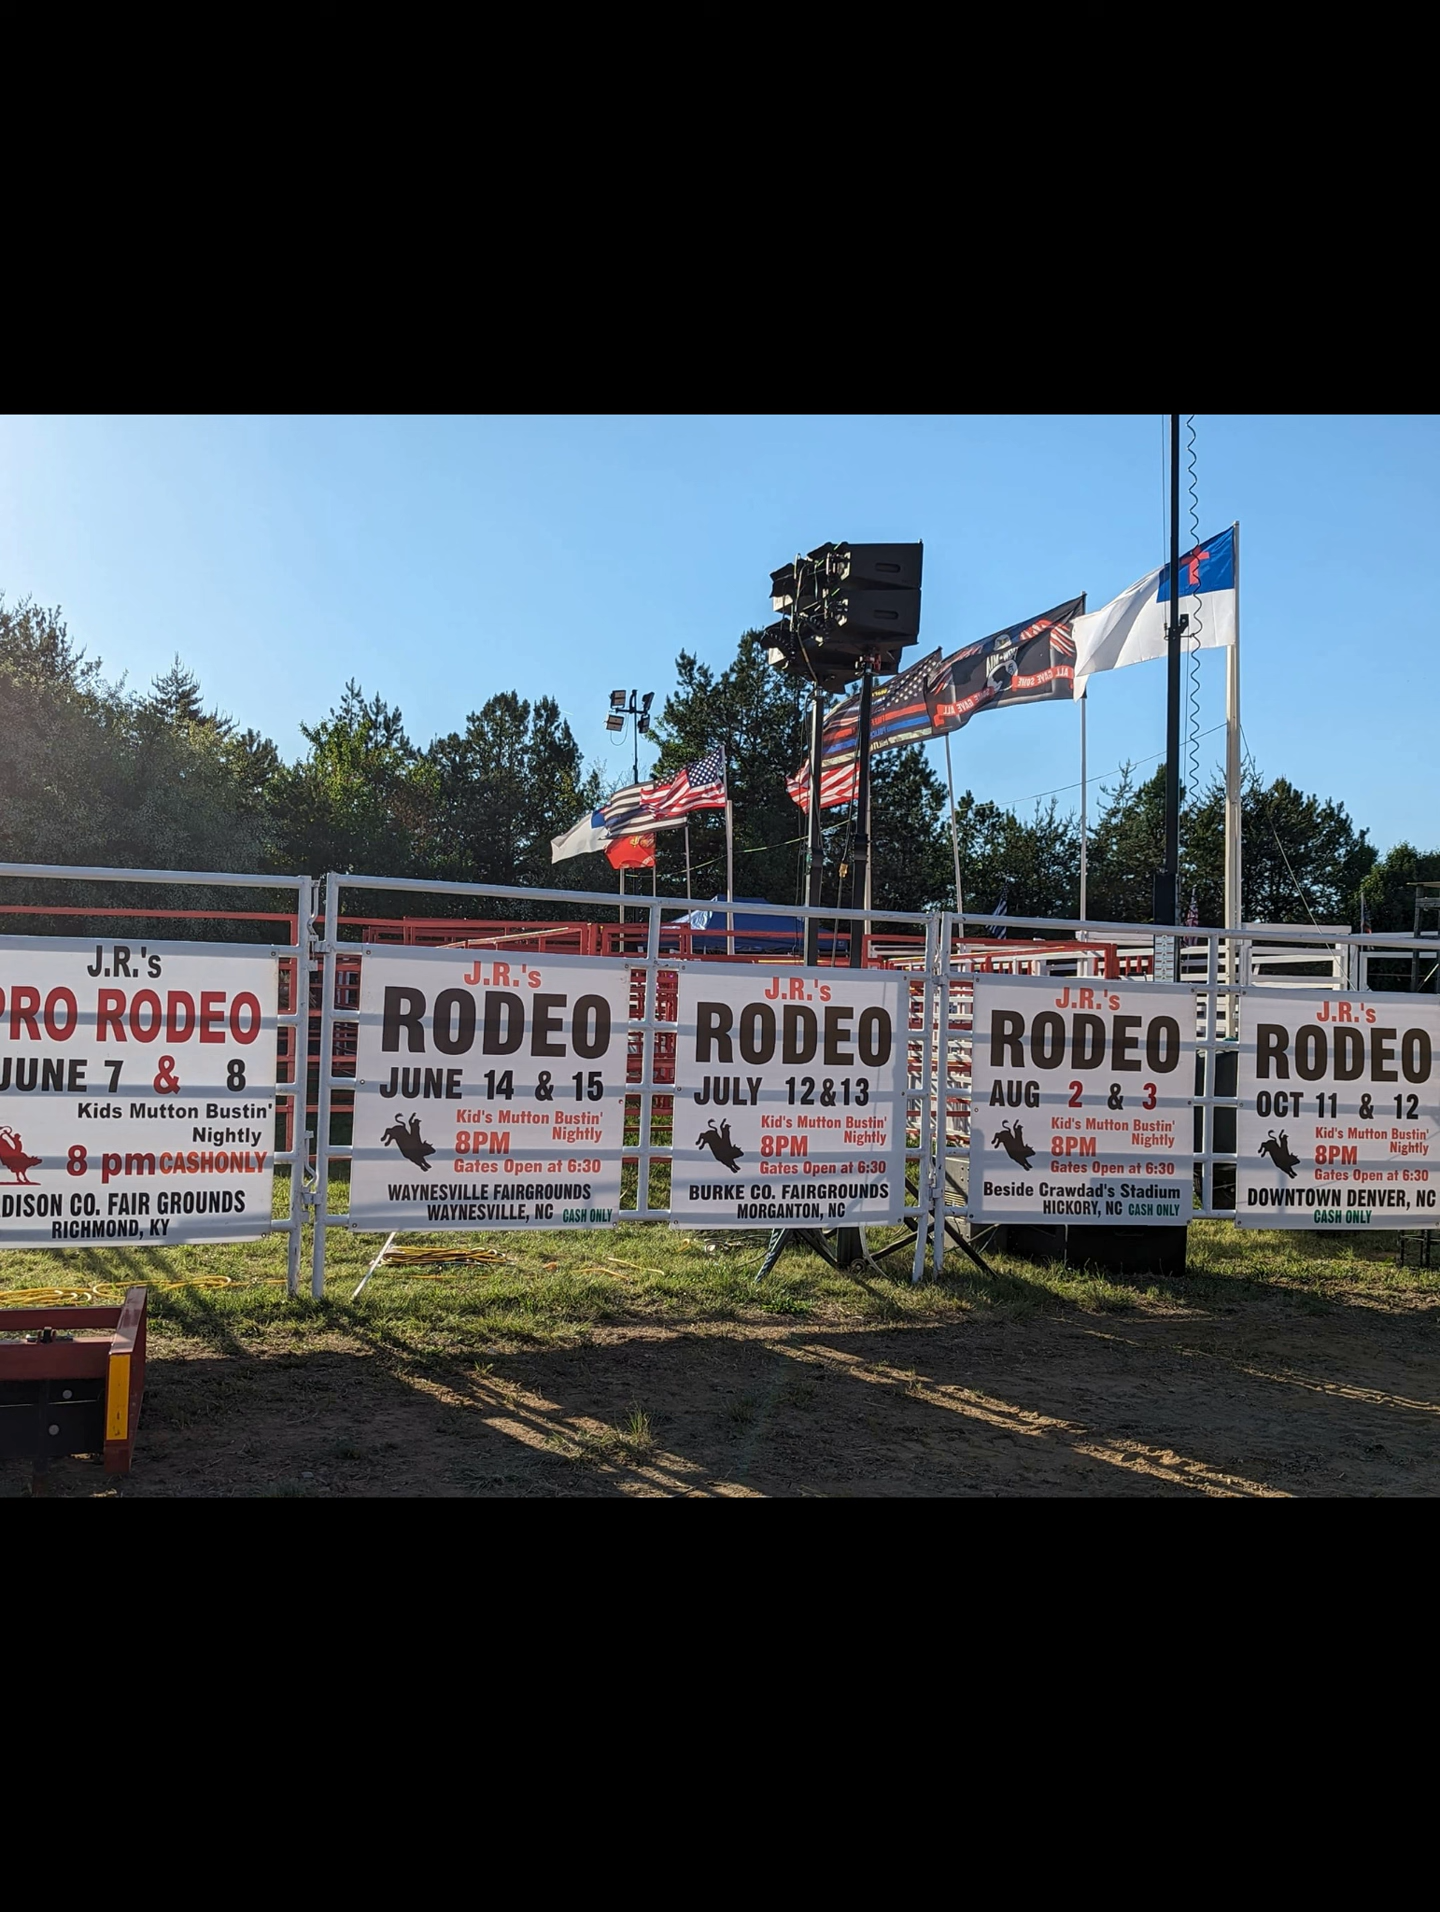 J.R.'s
PRO RODEO
JUNE 7 & 8
Kids Mutton Bustin'
Nightly
8 pm CASH ONLY
DISON CO. FAIR GROUNDS
RICHMOND, KY
J.R.'s
RODEO
JUNE 14 & 15
Kid's Mutton Bustin'
Nightly
8PM
Gates Open at 6:30
WAYNESVILLE FAIRGROUNDS
WAYNESVILLE, NC CASH ONLY
J.R.'s
RODEO
JULY 12 & 13
Kid's Mutton Bustin'
Nightly
8PM
Gates Open at 6:30
BURKE CO. FAIRGROUNDS
MORGANTON, NC
J.R.'s
RODEO
AUG 2 & 3
Kid's Mutton Bustin'
Nightly
8PM
Gates Open at 6:30
Beside Crawdad's Stadium
HICKORY, NC CASH ONLY
J.R.'s
RODEO
OCT 11 & 12
Kid's Mutton Bustin'
Nightly
8PM
Gates Open at 6:30
DOWNTOWN DENVER, NC
CASH ONLY